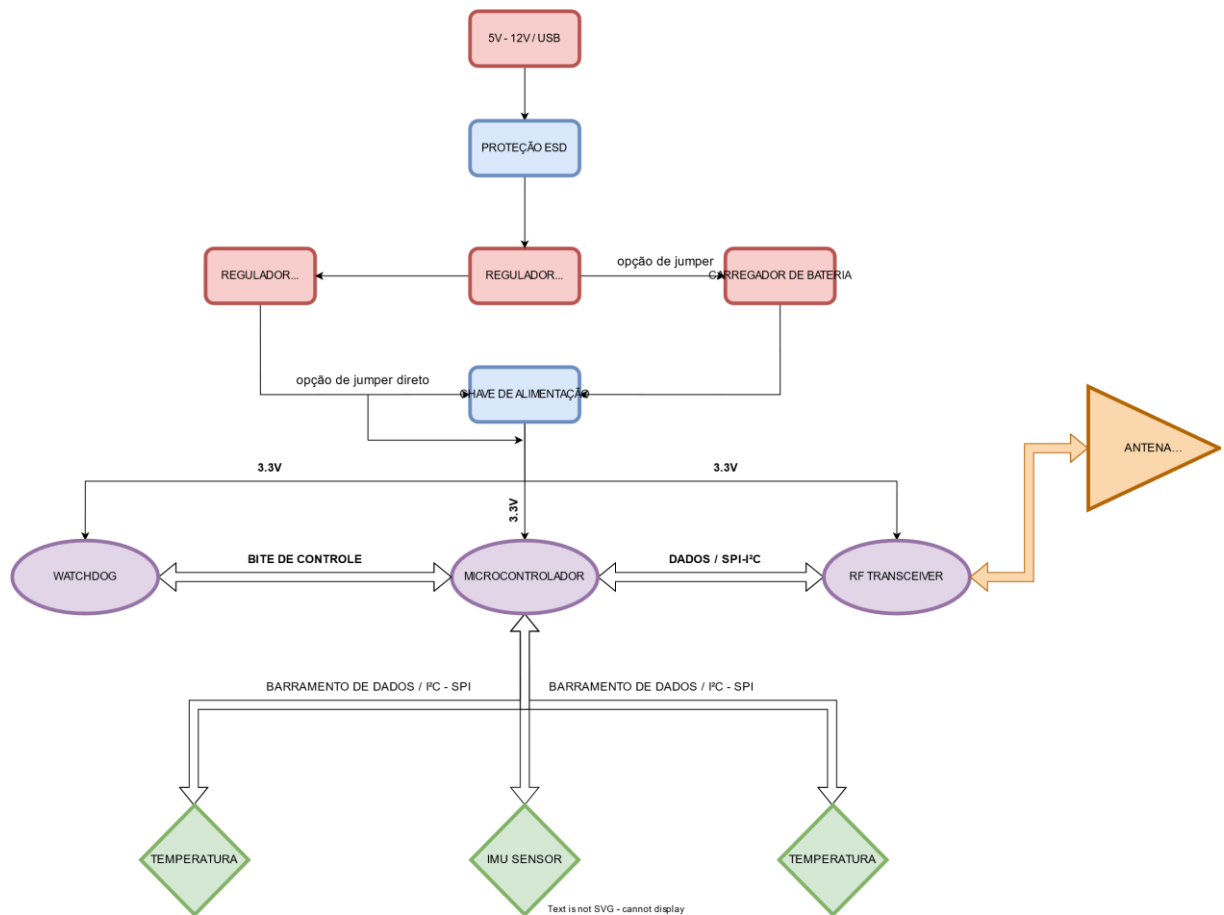 5V - 12V / USB
PROTEÇÃO ESD
REGULADOR...
REGULADOR...
opção de jumper
CARREGADOR DE BATERIA
opção de jumper direto
CHAVE DE ALIMENTAÇÃO
ANTENA...
3.3V
3.3V
3.3V
WATCHDOG
BITE DE CONTROLE
MICROCONTROLADOR
DADOS / SPI-I²C
RF TRANSCEIVER
BARRAMENTO DE DADOS / I²C - SPI
BARRAMENTO DE DADOS / I²C - SPI
TEMPERATURA
IMU SENSOR
TEMPERATURA
Text is not SVG - cannot display